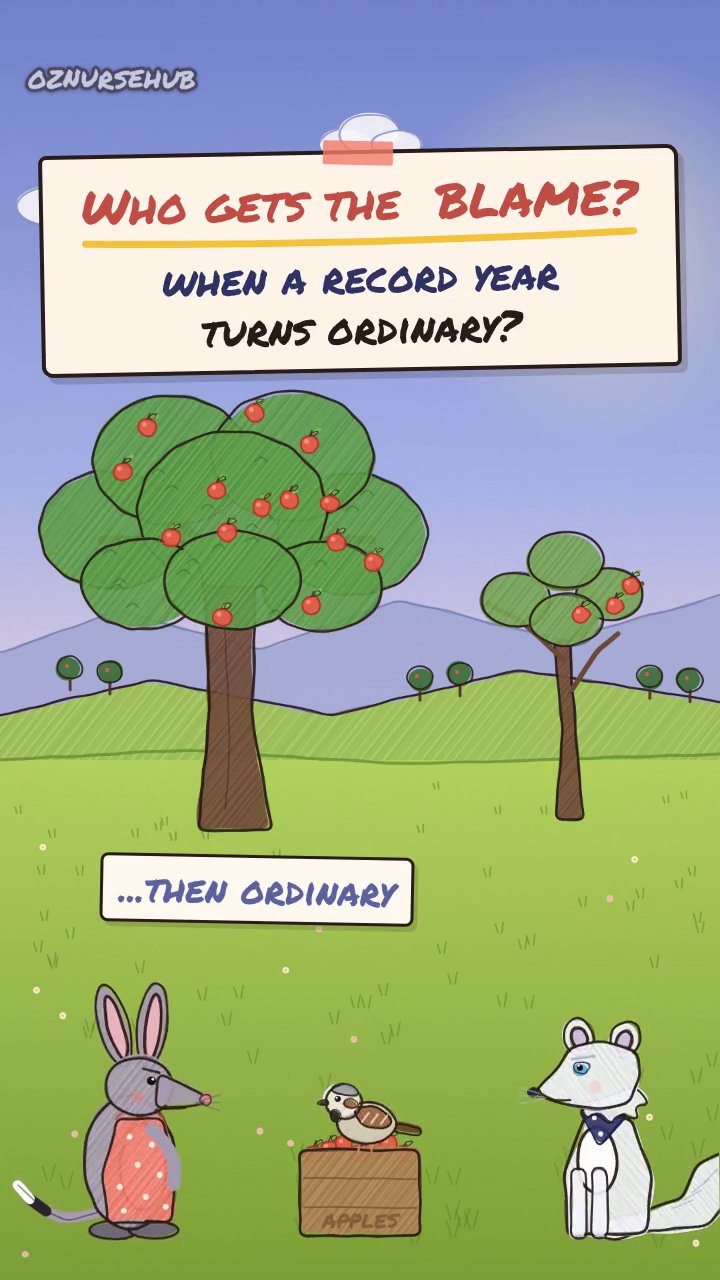 OZNURSEHUB
WHO GETS THE BLAME?
WHEN A RECORD YEAR
TURNS ORDINARY?
...THEN ORDINARY
APPLES